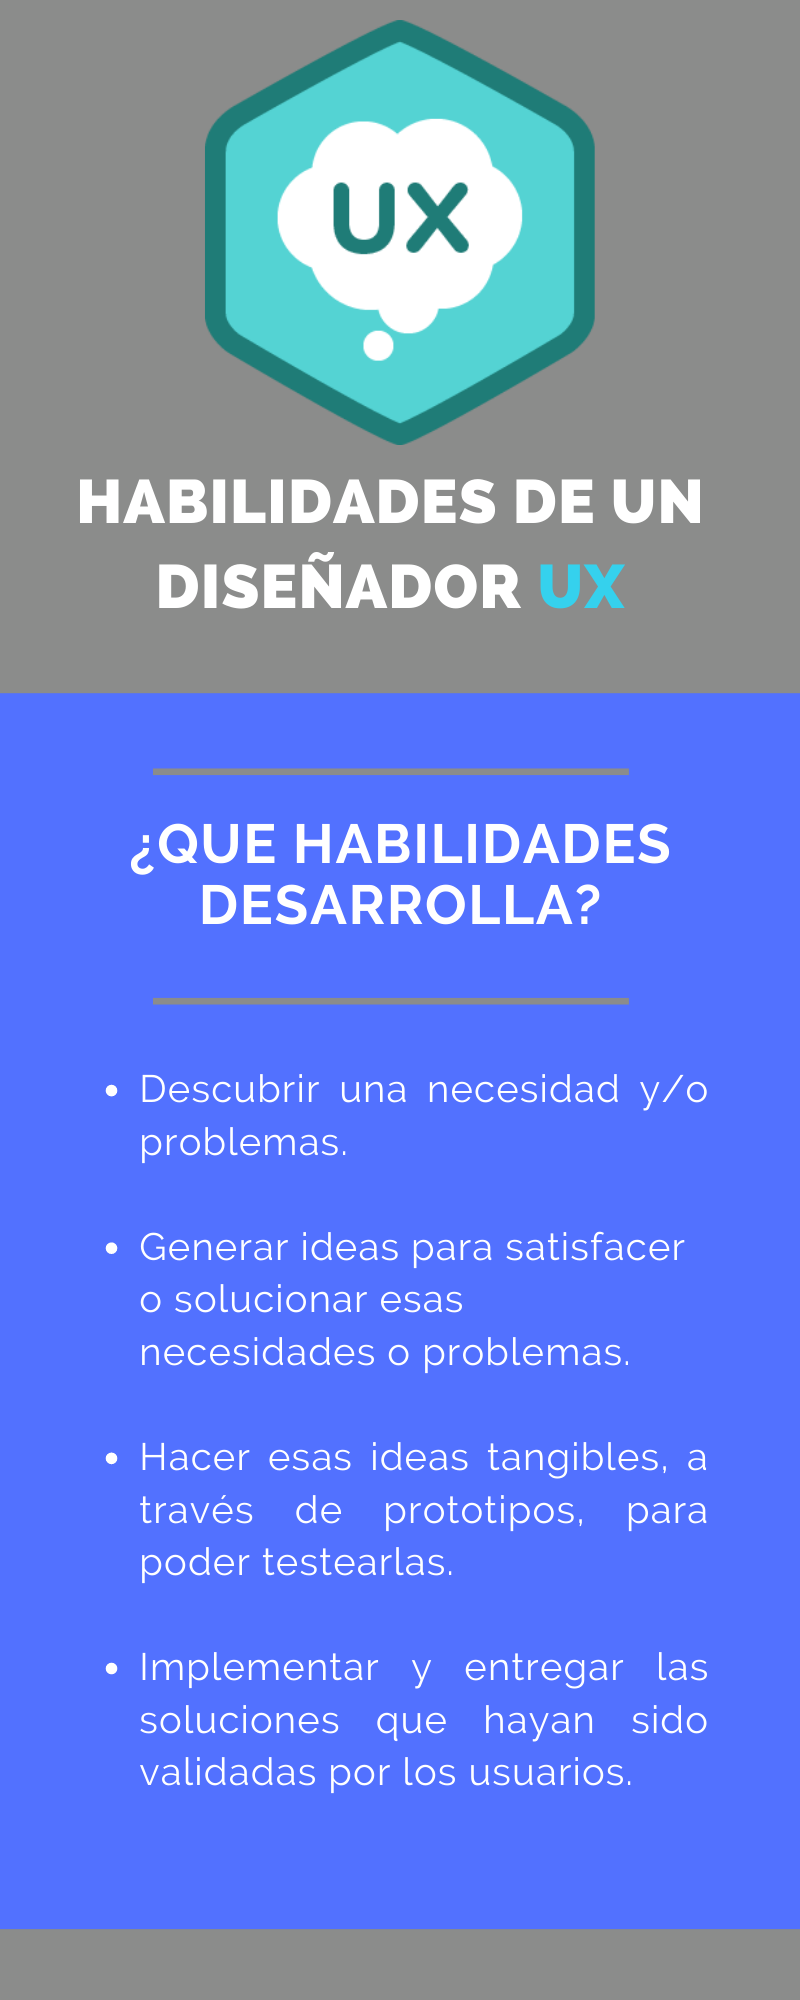 UX
HABILIDADES DE UN
DISEÑADOR UX
¿QUE HABILIDADES
DESARROLLA?
• Descubrir una necesidad y/o
problemas.
• Generar ideas para satisfacer
o solucionar esas
necesidades o problemas.
• Hacer esas ideas tangibles, a
través de prototipos, para
poder testearlas.
• Implementar y entregar las
soluciones que hayan sido
validadas por los usuarios.